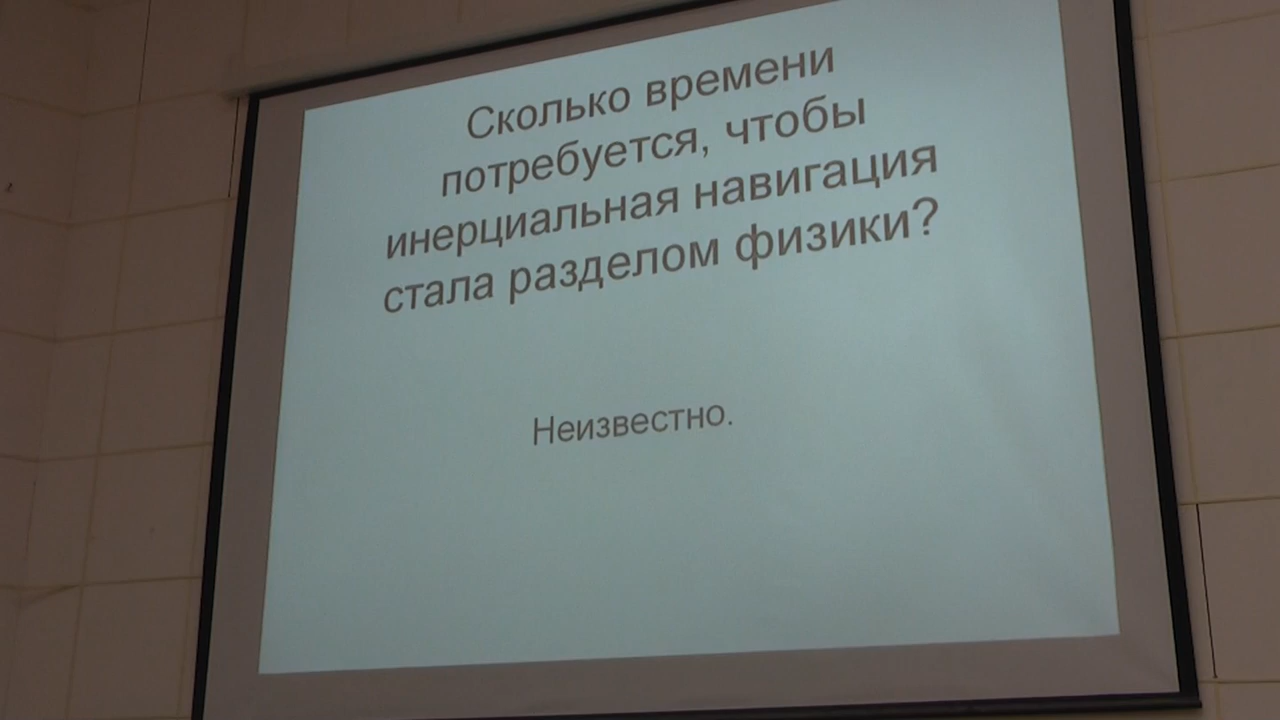 Сколько времени
потребуется, чтобы
инерциальная навигация
стала разделом физики?
Неизвестно.